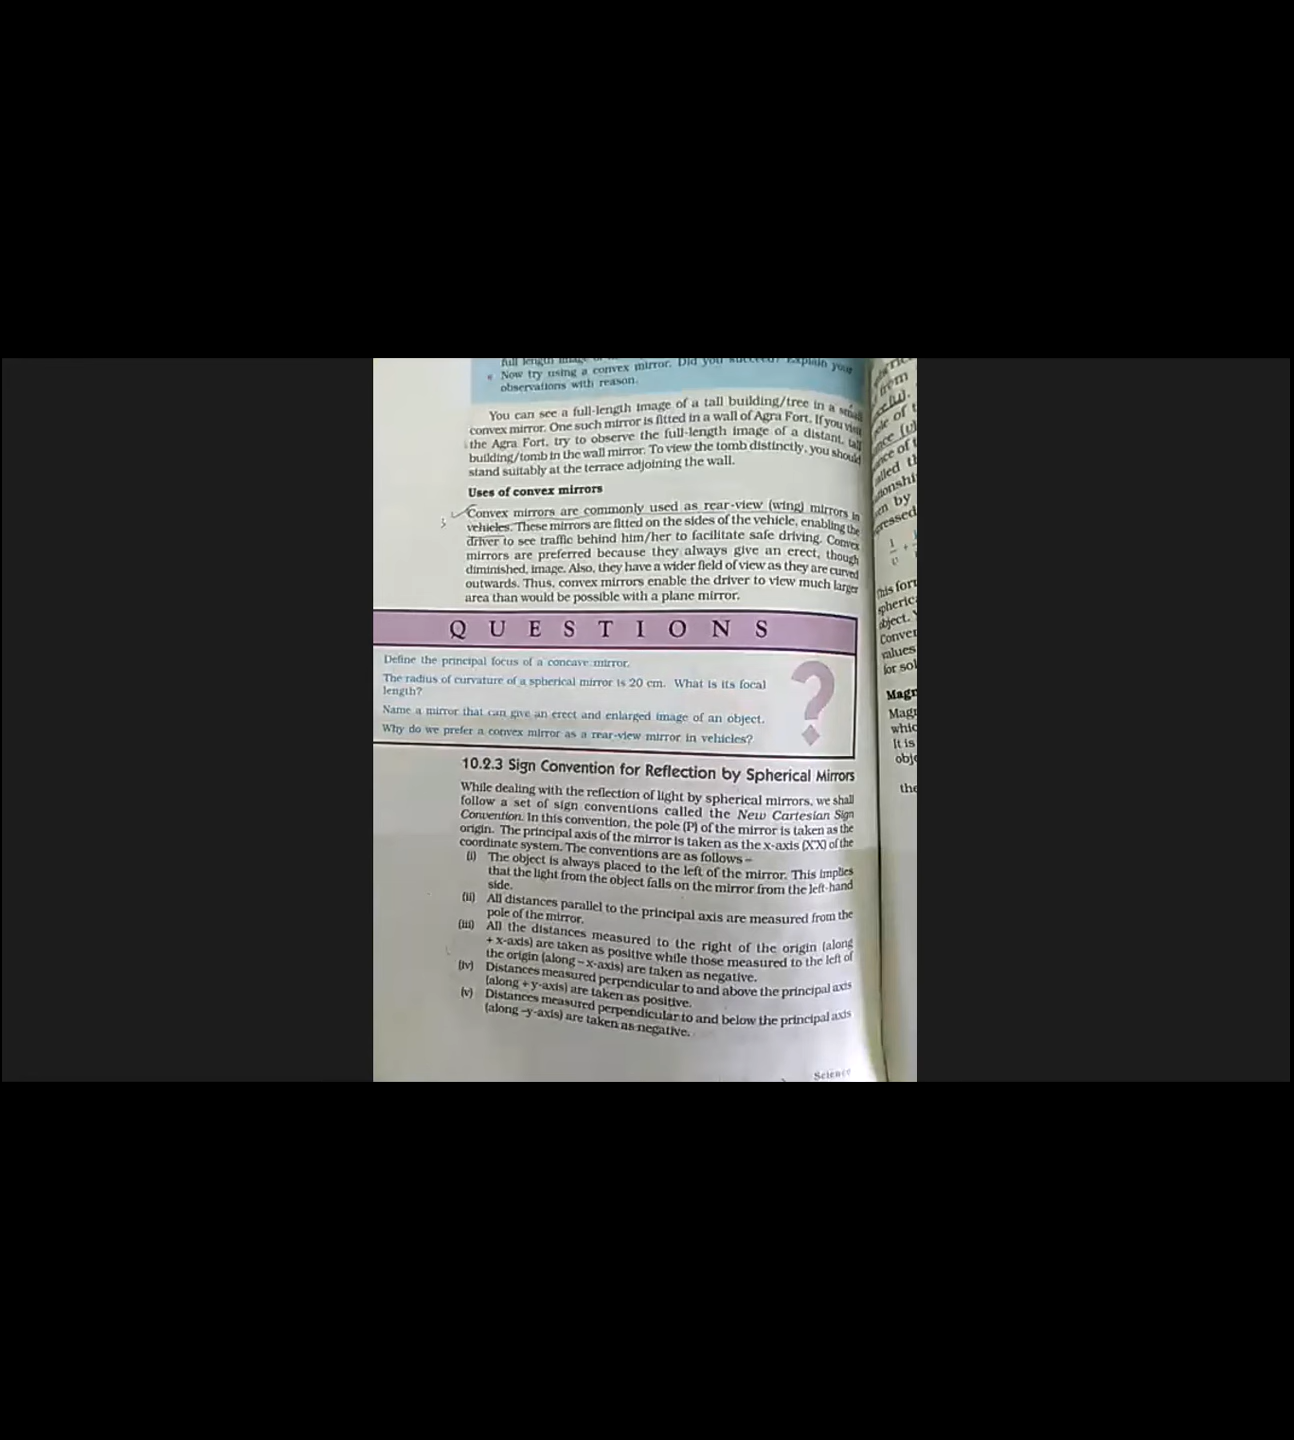 full length image
• Now try using a convex mirror. Did you succeed? Explain your
observations with reason.
You can see a full-length image of a tall building/tree in a small
convex mirror. One such mirror is fitted in a wall of Agra Fort. If you visit
the Agra Fort, try to observe the full-length image of a distant, tall
building/tomb in the wall mirror. To view the tomb distinctly, you should
stand suitably at the terrace adjoining the wall.
Uses of convex mirrors
Convex mirrors are commonly used as rear-view (wing) mirrors in
vehicles. These mirrors are fitted on the sides of the vehicle, enabling the
driver to see traffic behind him/her to facilitate safe driving. Convex
mirrors are preferred because they always give an erect, though
diminished, image. Also, they have a wider field of view as they are curved
outwards. Thus, convex mirrors enable the driver to view much larger
area than would be possible with a plane mirror.
QUESTIONS
Define the principal focus of a concave mirror.
The radius of curvature of a spherical mirror is 20 cm. What is its focal
length?
Name a mirror that can give an erect and enlarged image of an object.
Why do we prefer a convex mirror as a rear-view mirror in vehicles?
?
10.2.3 Sign Convention for Reflection by Spherical Mirrors
While dealing with the reflection of light by spherical mirrors, we shall
follow a set of sign conventions called the New Cartesian Sign
Convention. In this convention, the pole (P) of the mirror is taken as the
origin. The principal axis of the mirror is taken as the x-axis (X'X) of the
coordinate system. The conventions are as follows –
(i) The object is always placed to the left of the mirror. This implies
that the light from the object falls on the mirror from the left-hand
side.
(ii) All distances parallel to the principal axis are measured from the
pole of the mirror.
(iii) All the distances measured to the right of the origin (along
+ x-axis) are taken as positive while those measured to the left of
the origin (along – x-axis) are taken as negative.
(iv) Distances measured perpendicular to and above the principal axis
(along + y-axis) are taken as positive.
(v) Distances measured perpendicular to and below the principal axis
(along –y-axis) are taken as negative.
Science
from
by
for
Magn
It is
the